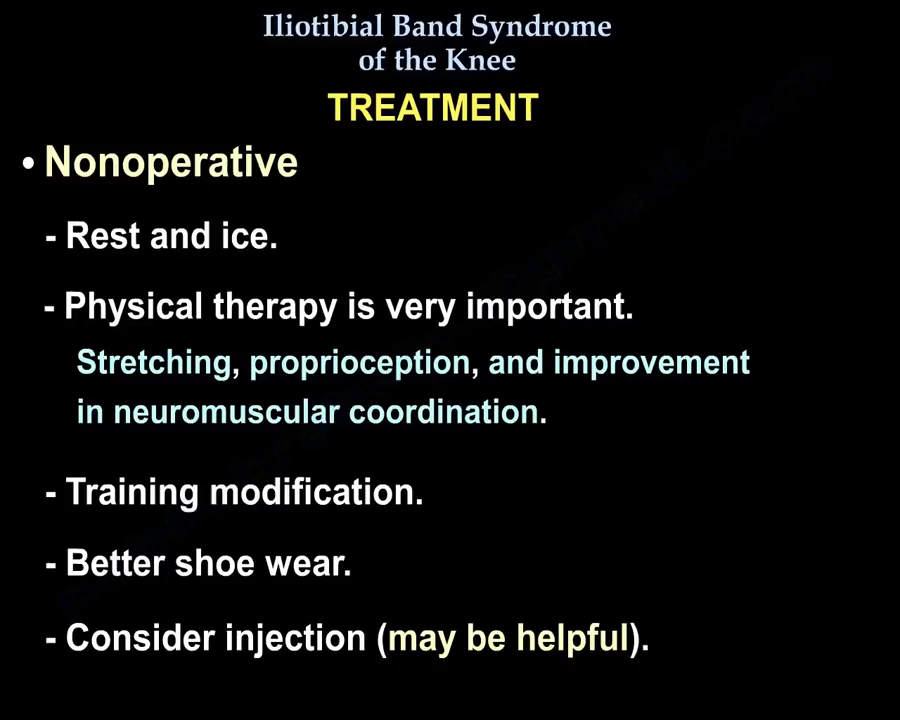 Iliotibial Band Syndrome
of the Knee
TREATMENT
• Nonoperative
- Rest and ice.
- Physical therapy is very important.
Stretching, proprioception, and improvement
in neuromuscular coordination.
- Training modification.
- Better shoe wear.
- Consider injection (may be helpful).